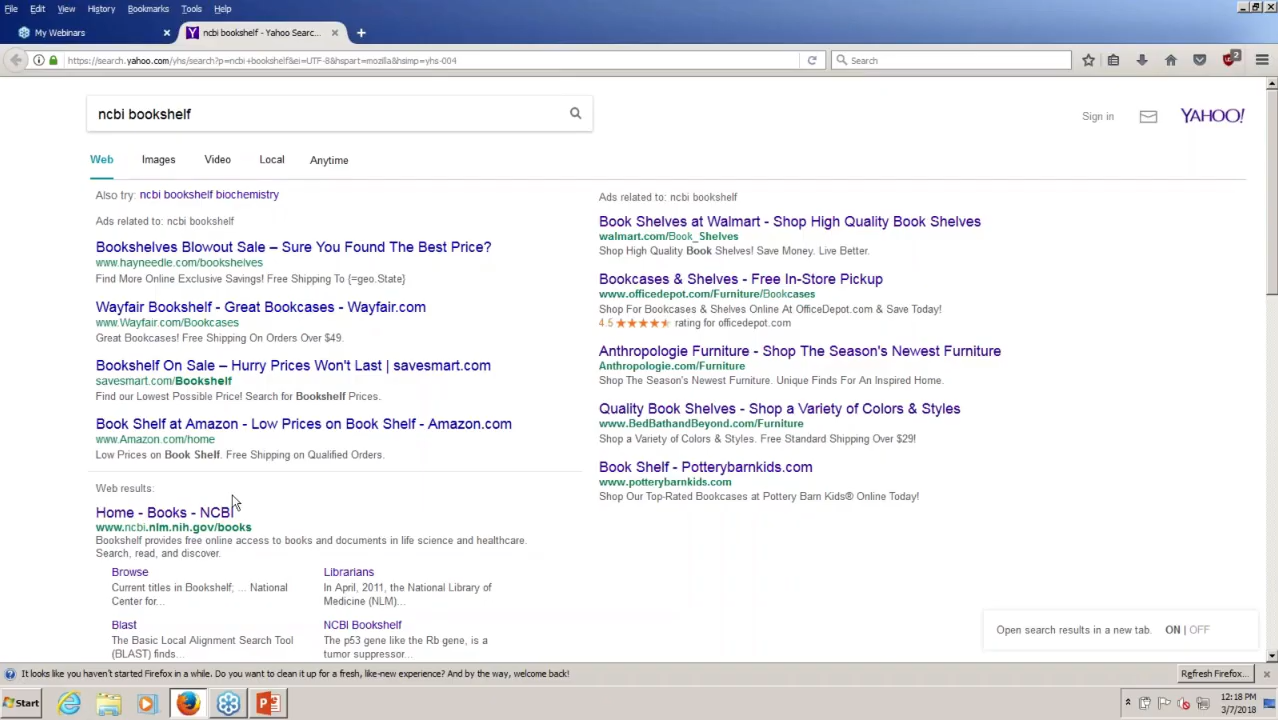 File Edit View History Bookmarks Tools Help
My Webinars
ncbi bookshelf - Yahoo Searc...
https://search.yahoo.com/yhs/search?p=ncbi+bookshelf&ei=UTF-8&hspart=mozilla&hsimp=yhs-004
Search
2
ncbi bookshelf
Sign in
YAHOO!
Web Images Video Local Anytime
Also try: ncbi bookshelf biochemistry
Ads related to: ncbi bookshelf
Bookshelves Blowout Sale – Sure You Found The Best Price?
www.hayneedle.com/bookshelves
Find More Online Exclusive Savings! Free Shipping To {=geo.State}
Wayfair Bookshelf - Great Bookcases - Wayfair.com
www.Wayfair.com/Bookcases
Great Bookcases! Free Shipping On Orders Over $49.
Bookshelf On Sale – Hurry Prices Won't Last | savesmart.com
savesmart.com/Bookshelf
Find our Lowest Possible Price! Search for Bookshelf Prices.
Book Shelf at Amazon - Low Prices on Book Shelf - Amazon.com
www.Amazon.com/home
Low Prices on Book Shelf. Free Shipping on Qualified Orders.
Web results:
Home - Books - NCBI
www.ncbi.nlm.nih.gov/books
Bookshelf provides free online access to books and documents in life science and healthcare.
Search, read, and discover.
Browse
Current titles in Bookshelf; ... National
Center for...
Librarians
In April, 2011, the National Library of
Medicine (NLM)...
Blast
The Basic Local Alignment Search Tool
(BLAST) finds...
NCBI Bookshelf
The p53 gene like the Rb gene, is a
tumor suppressor...
Ads related to: ncbi bookshelf
Book Shelves at Walmart - Shop High Quality Book Shelves
walmart.com/Book_Shelves
Shop High Quality Book Shelves! Save Money. Live Better.
Bookcases & Shelves - Free In-Store Pickup
www.officedepot.com/Furniture/Bookcases
Shop For Bookcases & Shelves Online At OfficeDepot.com & Save Today!
4.5 ★★★★★ rating for officedepot.com
Anthropologie Furniture - Shop The Season's Newest Furniture
Anthropologie.com/Furniture
Shop The Season's Newest Furniture. Unique Finds For An Inspired Home.
Quality Book Shelves - Shop a Variety of Colors & Styles
www.BedBathandBeyond.com/Furniture
Shop a Variety of Colors & Styles. Free Standard Shipping Over $29!
Book Shelf - Potterybarnkids.com
www.potterybarnkids.com
Shop Our Top-Rated Bookcases at Pottery Barn Kids® Online Today!
Open search results in a new tab. ON | OFF
It looks like you haven't started Firefox in a while. Do you want to clean it up for a fresh, like-new experience? And by the way, welcome back!
Refresh Firefox...
Start
12:18 PM
3/7/2018